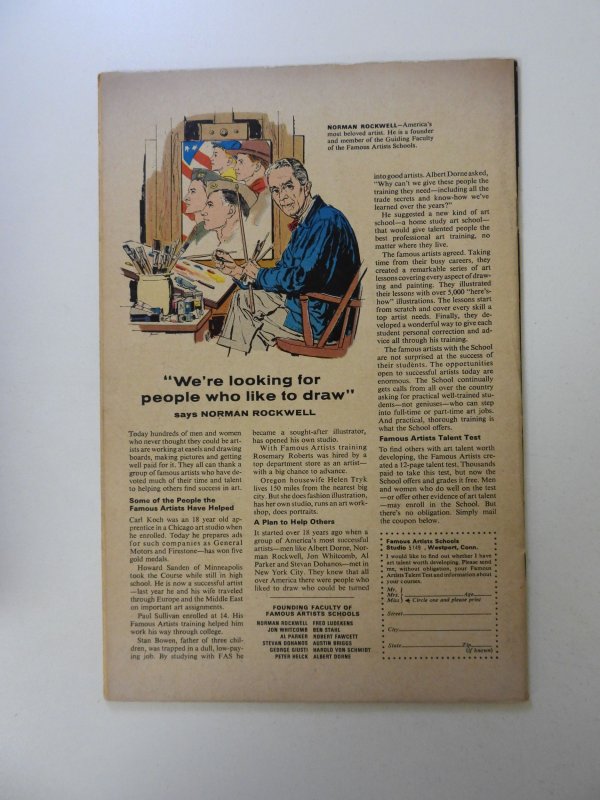 NORMAN ROCKWELL—America's
most beloved artist. He is a founder
and member of the Guiding Faculty
of the Famous Artists Schools.
"We're looking for
people who like to draw"
says NORMAN ROCKWELL
Today hundreds of men and women
who never thought they could be art-
ists are working at easels and drawing
boards, making pictures and getting
well paid for it. They all can thank a
group of famous artists who have de-
voted much of their time and talent
to helping others find success in art.
Some of the People the
Famous Artists Have Helped
Carl Koch was an 18 year old ap-
prentice in a Chicago art studio when
he enrolled. Today he prepares ads
for such companies as General
Motors and Firestone—has won five
gold medals.
Howard Sanden of Minneapolis
took the Course while still in high
school. He is now a successful artist
—last year he and his wife traveled
through Europe and the Middle East
on important art assignments.
Paul Sullivan enrolled at 14. His
Famous Artists training helped him
work his way through college.
Stan Bowen, father of three chil-
dren, was trapped in a dull, low-pay-
ing job. By studying with FAS he
became a sought-after illustrator,
has opened his own studio.
With Famous Artists training
Rosemary Roberts was hired by a
top department store as an artist—
with a big chance to advance.
Oregon housewife Helen Tryk
lives 150 miles from the nearest big
city. But she does fashion illustration,
has her own studio, runs an art work-
shop, does portraits.
A Plan to Help Others
It started over 18 years ago when a
group of America's most successful
artists—men like Albert Dorne, Nor-
man Rockwell, Jon Whitcomb, Al
Parker and Stevan Dohanos—met in
New York City. They knew that all
over America there were people who
liked to draw who could be turned
FOUNDING FACULTY OF
FAMOUS ARTISTS SCHOOLS
NORMAN ROCKWELL FRED LUDEKENS
JON WHITCOMB BEN STAHL
AL PARKER ROBERT FAWCETT
STEVAN DOHANOS AUSTIN BRIGGS
GEORGE GIUSTI HAROLD VON SCHMIDT
PETER HELCK ALBERT DORNE
into good artists. Albert Dorne asked,
"Why can't we give these people the
training they need—including all the
trade secrets and know-how we've
learned over the years?"
He suggested a new kind of art
school—a home study art school—
that would give talented people the
best professional art training, no
matter where they live.
The famous artists agreed. Taking
time from their busy careers, they
created a remarkable series of art
lessons covering every aspect of draw-
ing and painting. They illustrated
their lessons with over 5,000 "here's-
how" illustrations. The lessons start
from scratch and cover every skill a
top artist needs. Finally, they de-
veloped a wonderful way to give each
student personal correction and ad-
vice all through his training.
The famous artists with the School
are not surprised at the success of
their students. The opportunities
open to successful artists today are
enormous. The School continually
gets calls from all over the country
asking for practical well-trained stu-
dents—not geniuses—who can step
into full-time or part-time art jobs.
And practical, thorough training is
what the School offers.
Famous Artists Talent Test
To find others with art talent worth
developing, the Famous Artists cre-
ated a 12-page talent test. Thousands
paid to take this test, but now the
School offers and grades it free. Men
and women who do well on the test
—or offer other evidence of art talent
—may enroll in the School. But
there's no obligation. Simply mail
the coupon below.
Famous Artists Schools
Studio 5149, Westport, Conn.
I would like to find out whether I have
art talent worth developing. Please send
me, without obligation, your Famous
Artists Talent Test and information about
your courses.
Mr.
Mrs. Age
Miss Circle one and please print
Street
City
State Zip
(if known)